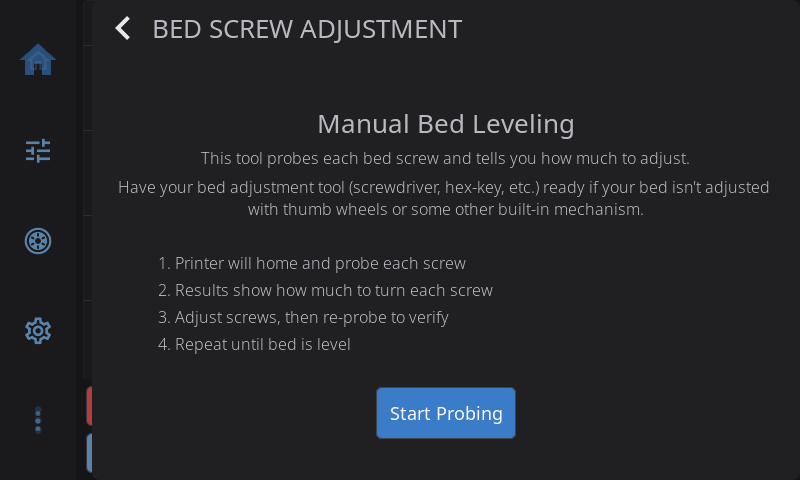 BED SCREW ADJUSTMENT
Manual Bed Leveling
This tool probes each bed screw and tells you how much to adjust.
Have your bed adjustment tool (screwdriver, hex-key, etc.) ready if your bed isn't adjusted
with thumb wheels or some other built-in mechanism.
1. Printer will home and probe each screw
2. Results show how much to turn each screw
3. Adjust screws, then re-probe to verify
4. Repeat until bed is level
Start Probing